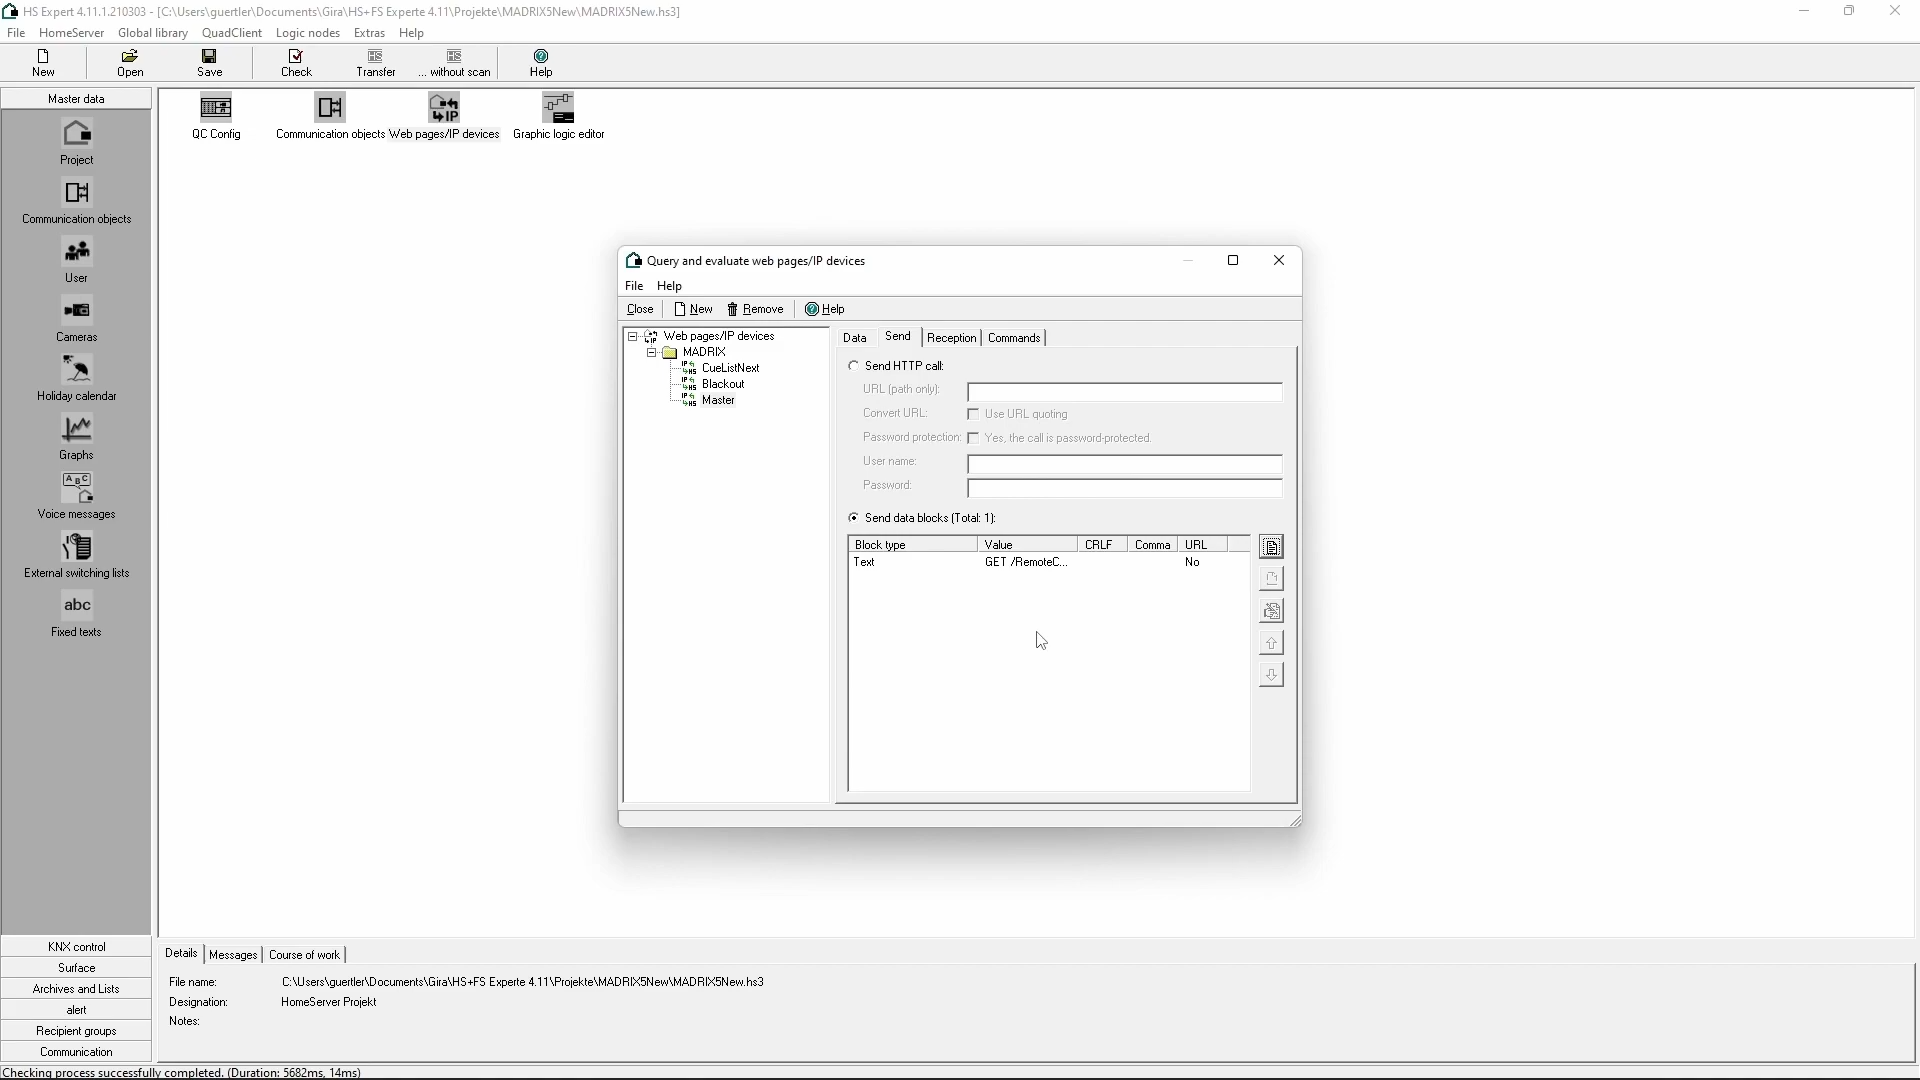 HS Expert 4.11.1.210303 - [C:\Users\guertler\Documents\Gira\HS+FS Experte 4.11\Projekte\MADRIX5New\MADRIX5New.hs3]
File HomeServer Global library QuadClient Logic nodes Extras Help
New Open Save Check Transfer ... without scan Help
Master data
QC Config Communication objects Web pages/IP devices Graphic logic editor
Project
Communication objects
User
Cameras
Holiday calendar
Graphs
Voice messages
External switching lists
abc
Fixed texts
Query and evaluate web pages/IP devices
File Help
Close New Remove Help
Web pages/IP devices
MADRIX
CueListNext
Blackout
Master
Data Send Reception Commands
Send HTTP call:
URL (path only):
Convert URL: Use URL quoting
Password protection: Yes, the call is password-protected.
User name:
Password:
Send data blocks (Total: 1):
Block type Value CRLF Comma URL
Text GET /RemoteC... No
KNX control
Surface
Archives and Lists
alert
Recipient groups
Communication
Details Messages Course of work
File name: C:\Users\guertler\Documents\Gira\HS+FS Experte 4.11\Projekte\MADRIX5New\MADRIX5New.hs3
Designation: HomeServer Projekt
Notes:
Checking process successfully completed. (Duration: 5682ms, 14ms)